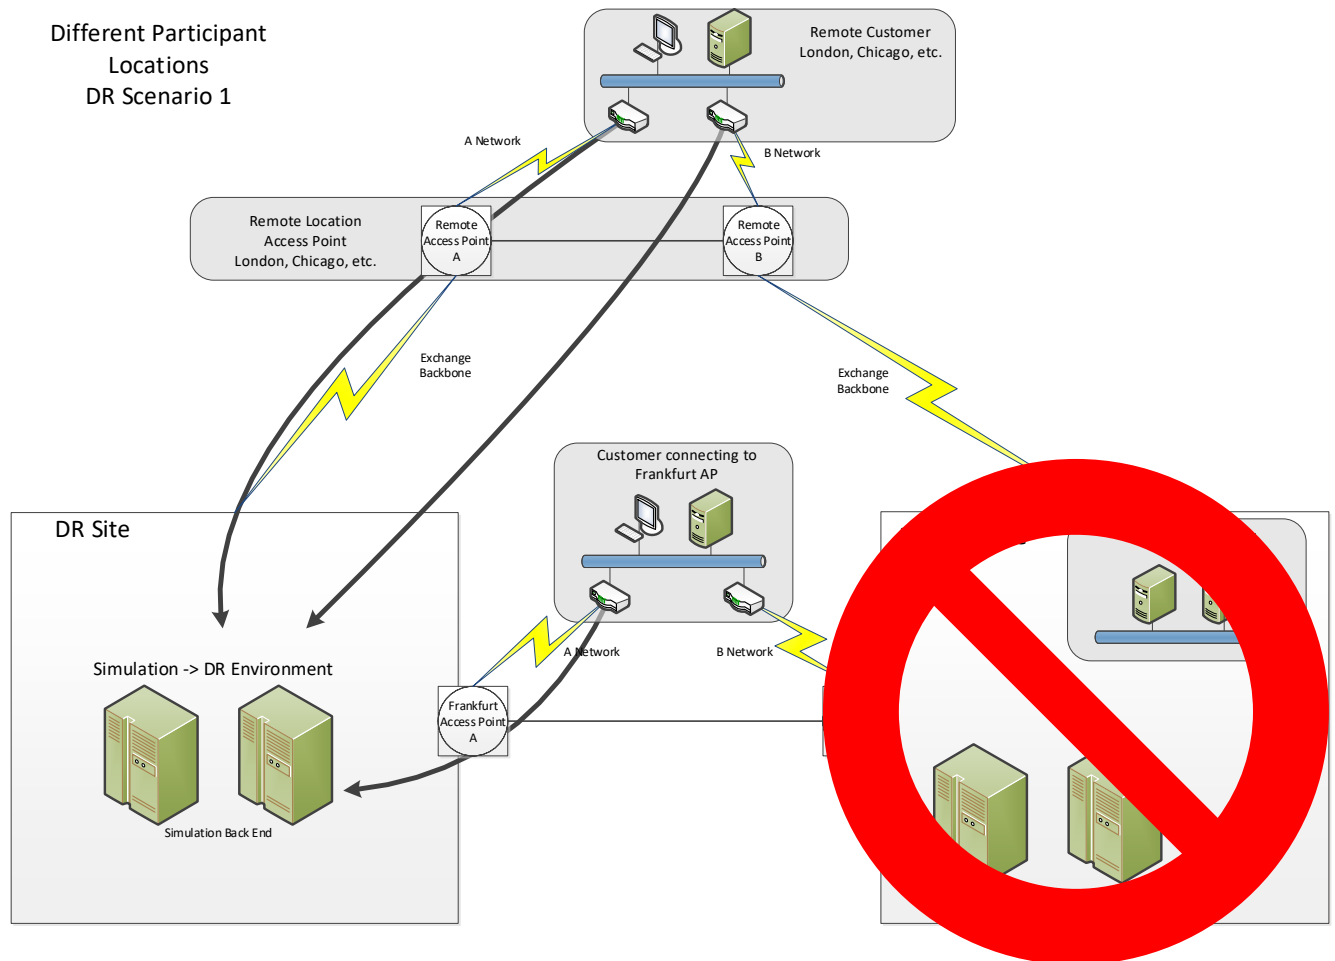 Different Participant
Locations
DR Scenario 1
Remote Customer
London, Chicago, etc.
A Network
B Network
Remote Location
Access Point
London, Chicago, etc.
Remote
Access Point
A
Remote
Access Point
B
Exchange
Backbone
Exchange
Backbone
Customer connecting to
Frankfurt AP
DR Site
A Network
B Network
Simulation -> DR Environment
Frankfurt
Access Point
A
Simulation Back End